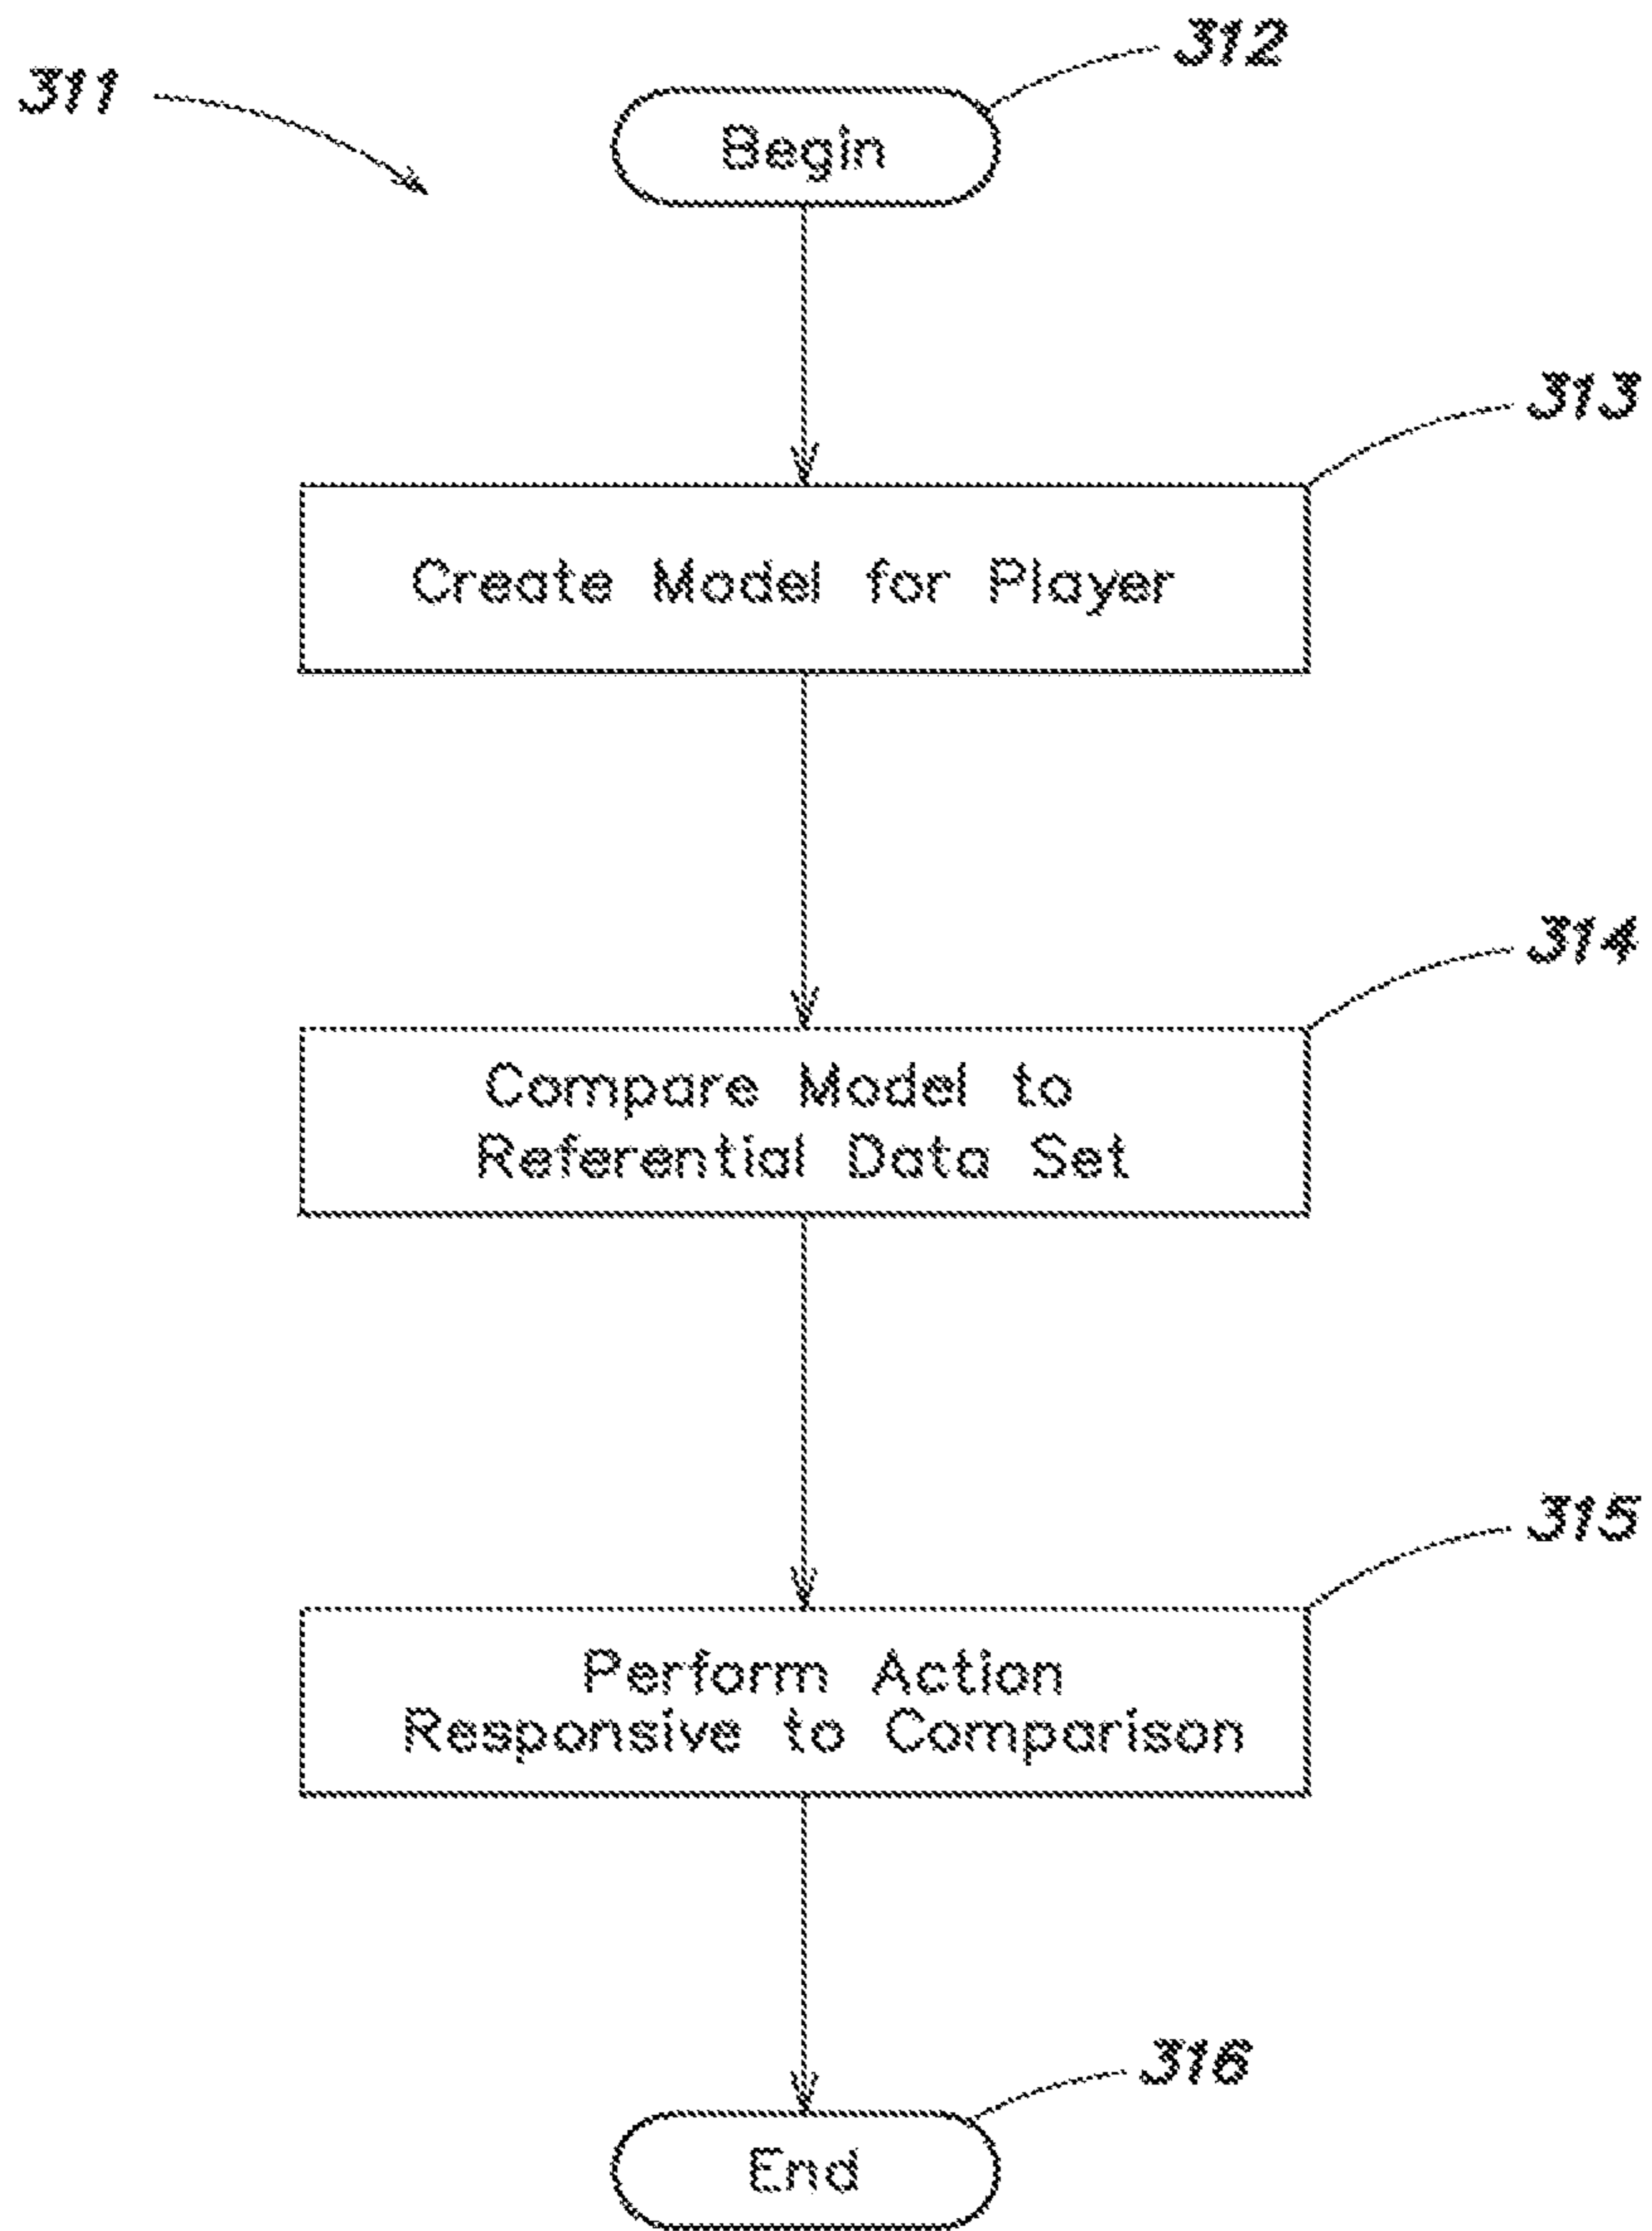 312
311
Begin
313
Create Model for Player
314
Compare Model to
Referential Data Set
315
Perform Action
Responsive to Comparison
316
End